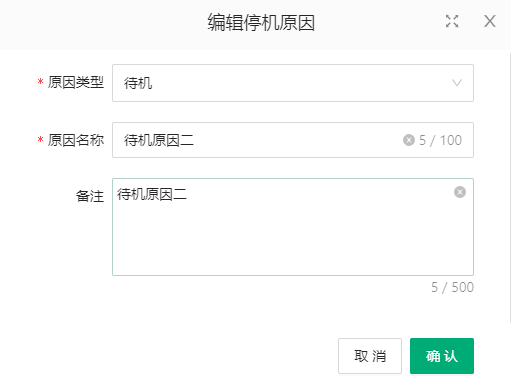 编辑停机原因
* 原因类型 待机
* 原因名称 待机原因二 5 / 100
备注 待机原因二
5 / 500
取 消 确 认